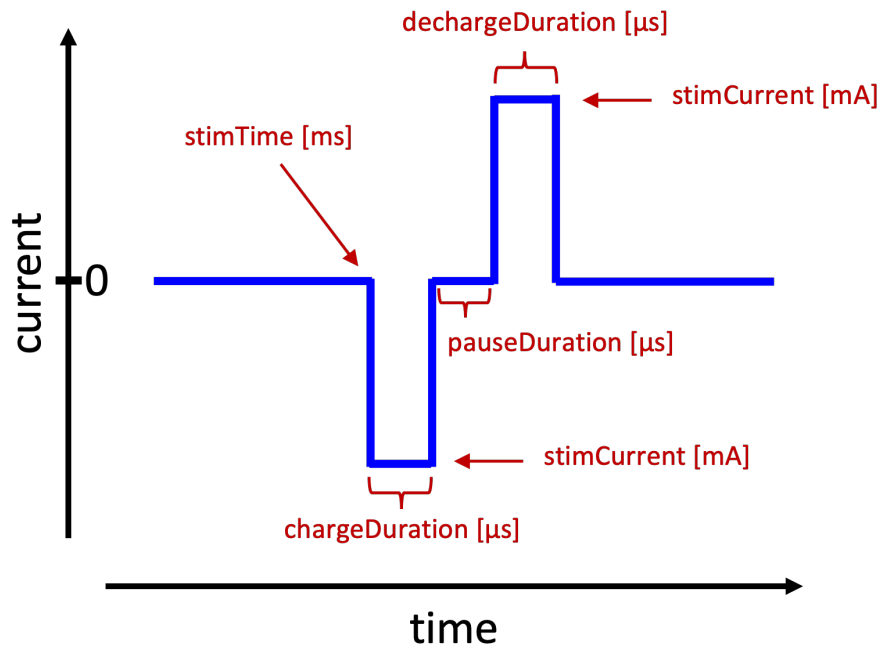 dechargeDuration [µs]
stimCurrent [mA]
stimTime [ms]
current
0
pauseDuration [µs]
stimCurrent [mA]
chargeDuration [µs]
time